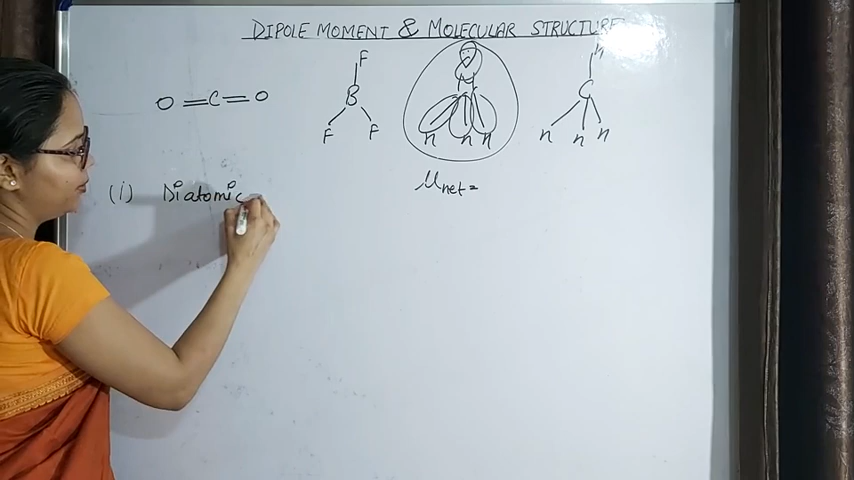 DIPOLE MOMENT & MOLECULAR STRUCTURE
O=C=O
F
B
F F
n n n
n
C
n n n
(i) Diatomic
μnet=